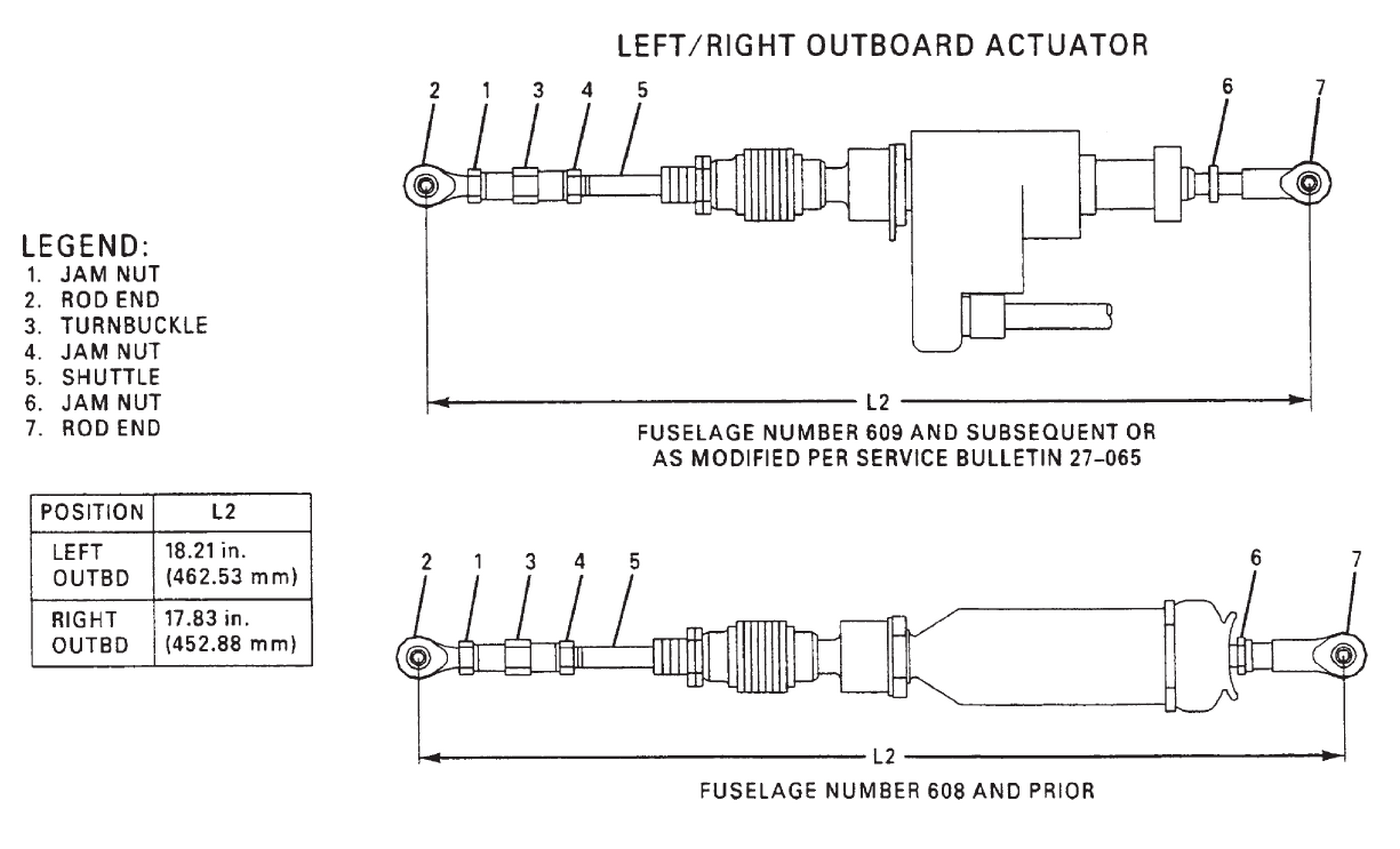 LEFT/RIGHT OUTBOARD ACTUATOR
2 1 3 4 5 6 7
LEGEND:
1. JAM NUT
2. ROD END
3. TURNBUCKLE
4. JAM NUT
5. SHUTTLE
6. JAM NUT
7. ROD END
L2
FUSELAGE NUMBER 609 AND SUBSEQUENT OR
AS MODIFIED PER SERVICE BULLETIN 27-065
POSITION L2
LEFT OUTBD 18.21 in. (462.53 mm)
RIGHT OUTBD 17.83 in. (452.88 mm)
2 1 3 4 5 6 7
L2
FUSELAGE NUMBER 608 AND PRIOR